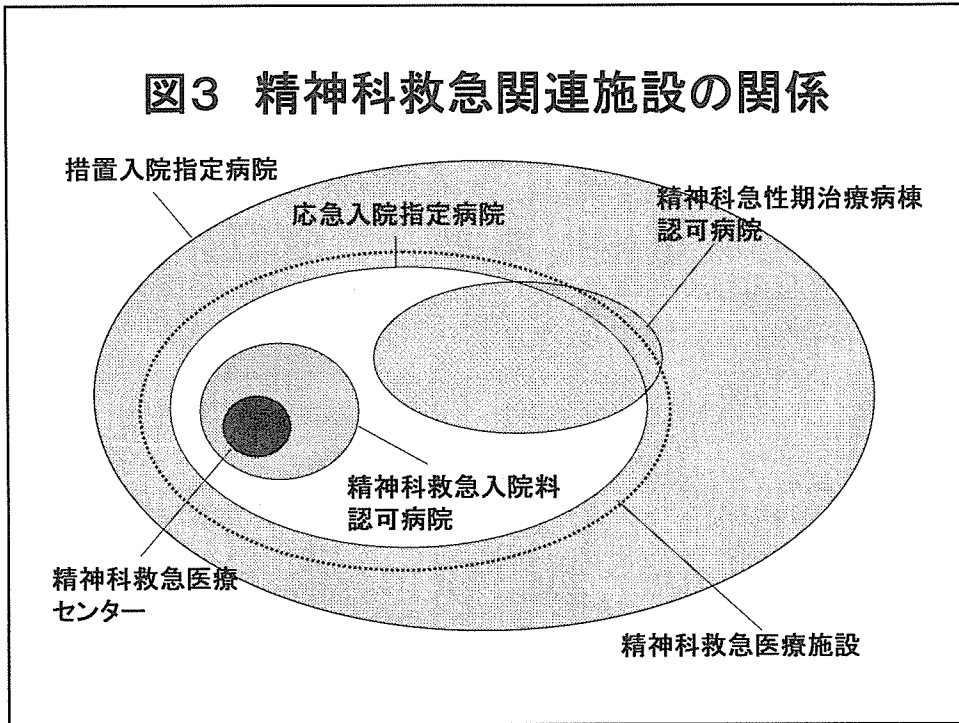 図3 精神科救急関連施設の関係
措置入院指定病院
応急入院指定病院
精神科急性期治療病棟
認可病院
精神科救急入院料
認可病院
精神科救急医療
センター
精神科救急医療施設